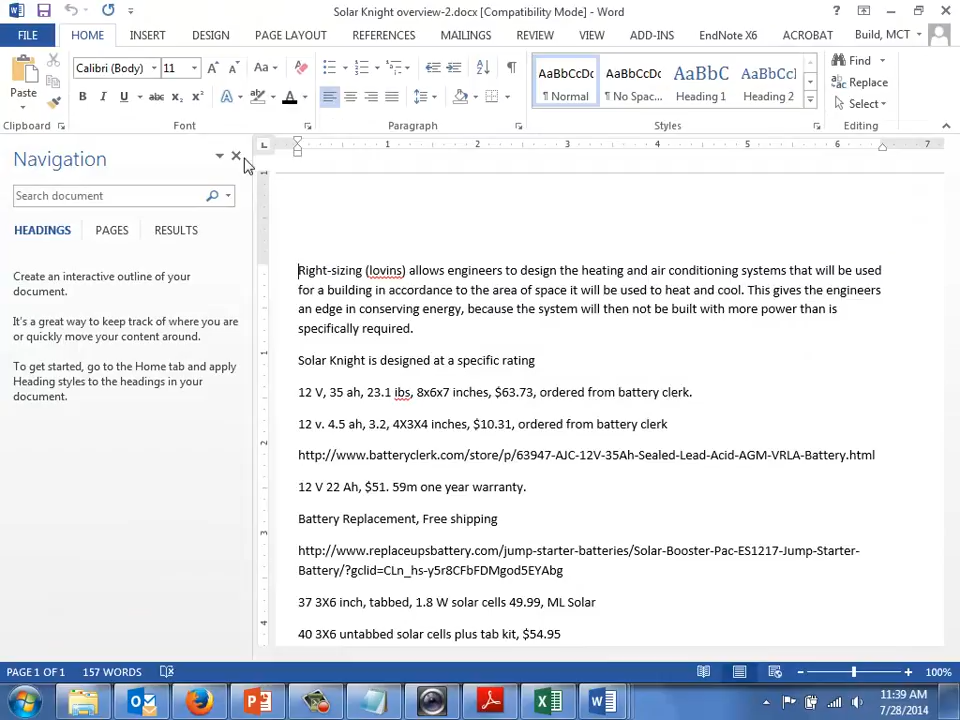 Solar Knight overview-2.docx [Compatibility Mode] - Word
FILE HOME INSERT DESIGN PAGE LAYOUT REFERENCES MAILINGS REVIEW VIEW ADD-INS EndNote X6 ACROBAT Build, MCT
Calibri (Body) 11 Aa
Paste
B I U abc x₂ x² A A
AaBbCcDc AaBbCcDc AaBbC AaBbCcl
¶ Normal ¶ No Spac... Heading 1 Heading 2
Find
Replace
Select
Clipboard Font Paragraph Styles Editing
Navigation
Search document
HEADINGS PAGES RESULTS
Create an interactive outline of your
document.
It's a great way to keep track of where you are
or quickly move your content around.
To get started, go to the Home tab and apply
Heading styles to the headings in your
document.
1 2 3 4 5 6 7
Right-sizing (lovins) allows engineers to design the heating and air conditioning systems that will be used
for a building in accordance to the area of space it will be used to heat and cool. This gives the engineers
an edge in conserving energy, because the system will then not be built with more power than is
specifically required.
Solar Knight is designed at a specific rating
12 V, 35 ah, 23.1 ibs, 8x6x7 inches, $63.73, ordered from battery clerk.
12 v. 4.5 ah, 3.2, 4X3X4 inches, $10.31, ordered from battery clerk
http://www.batteryclerk.com/store/p/63947-AJC-12V-35Ah-Sealed-Lead-Acid-AGM-VRLA-Battery.html
12 V 22 Ah, $51. 59m one year warranty.
Battery Replacement, Free shipping
http://www.replaceupsbattery.com/jump-starter-batteries/Solar-Booster-Pac-ES1217-Jump-Starter-
Battery/?gclid=CLn_hs-y5r8CFbFDMgod5EYAbg
37 3X6 inch, tabbed, 1.8 W solar cells 49.99, ML Solar
40 3X6 untabbed solar cells plus tab kit, $54.95
PAGE 1 OF 1 157 WORDS 100%
11:39 AM
7/28/2014